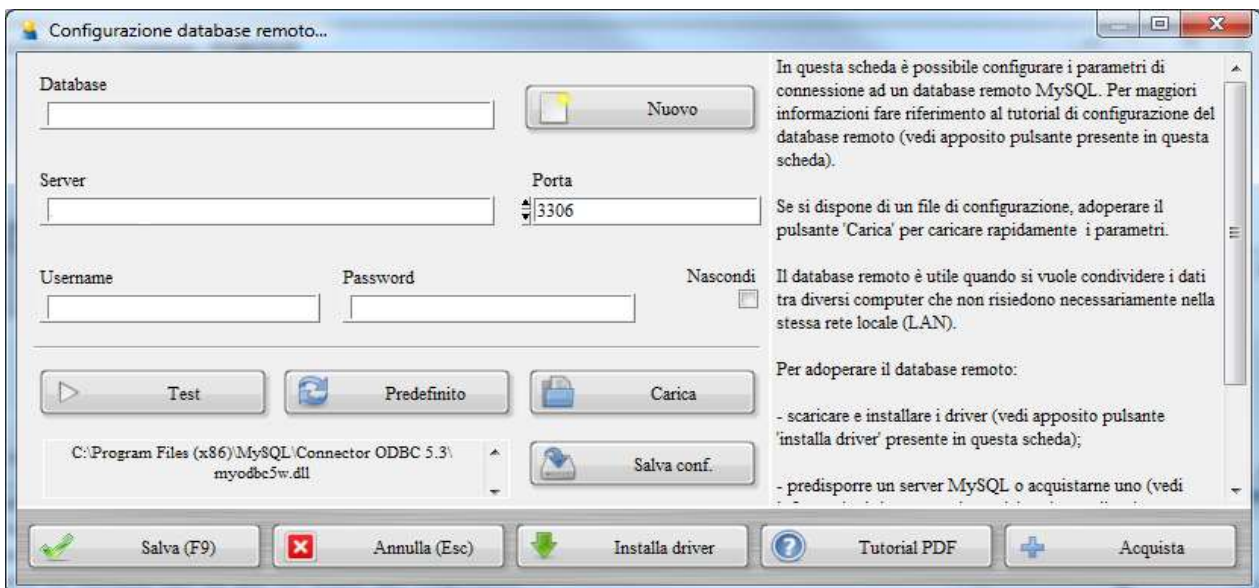 Configurazione database remoto...
Database
Nuovo
Server
Porta
3306
Username
Password
Nascondi
Test
Predefinito
Carica
C:\Program Files (x86)\MySQL\Connector ODBC 5.3\
myodbc5w.dll
Salva conf.
In questa scheda è possibile configurare i parametri di
connessione ad un database remoto MySQL. Per maggiori
informazioni fare riferimento al tutorial di configurazione del
database remoto (vedi apposito pulsante presente in questa
scheda).
Se si dispone di un file di configurazione, adoperare il
pulsante 'Carica' per caricare rapidamente i parametri.
Il database remoto è utile quando si vuole condividere i dati
tra diversi computer che non risiedono necessariamente nella
stessa rete locale (LAN).
Per adoperare il database remoto:
- scaricare e installare i driver (vedi apposito pulsante
'installa driver' presente in questa scheda);
- predisporre un server MySQL o acquistarne uno (vedi
Salva (F9)
Annulla (Esc)
Installa driver
Tutorial PDF
Acquista